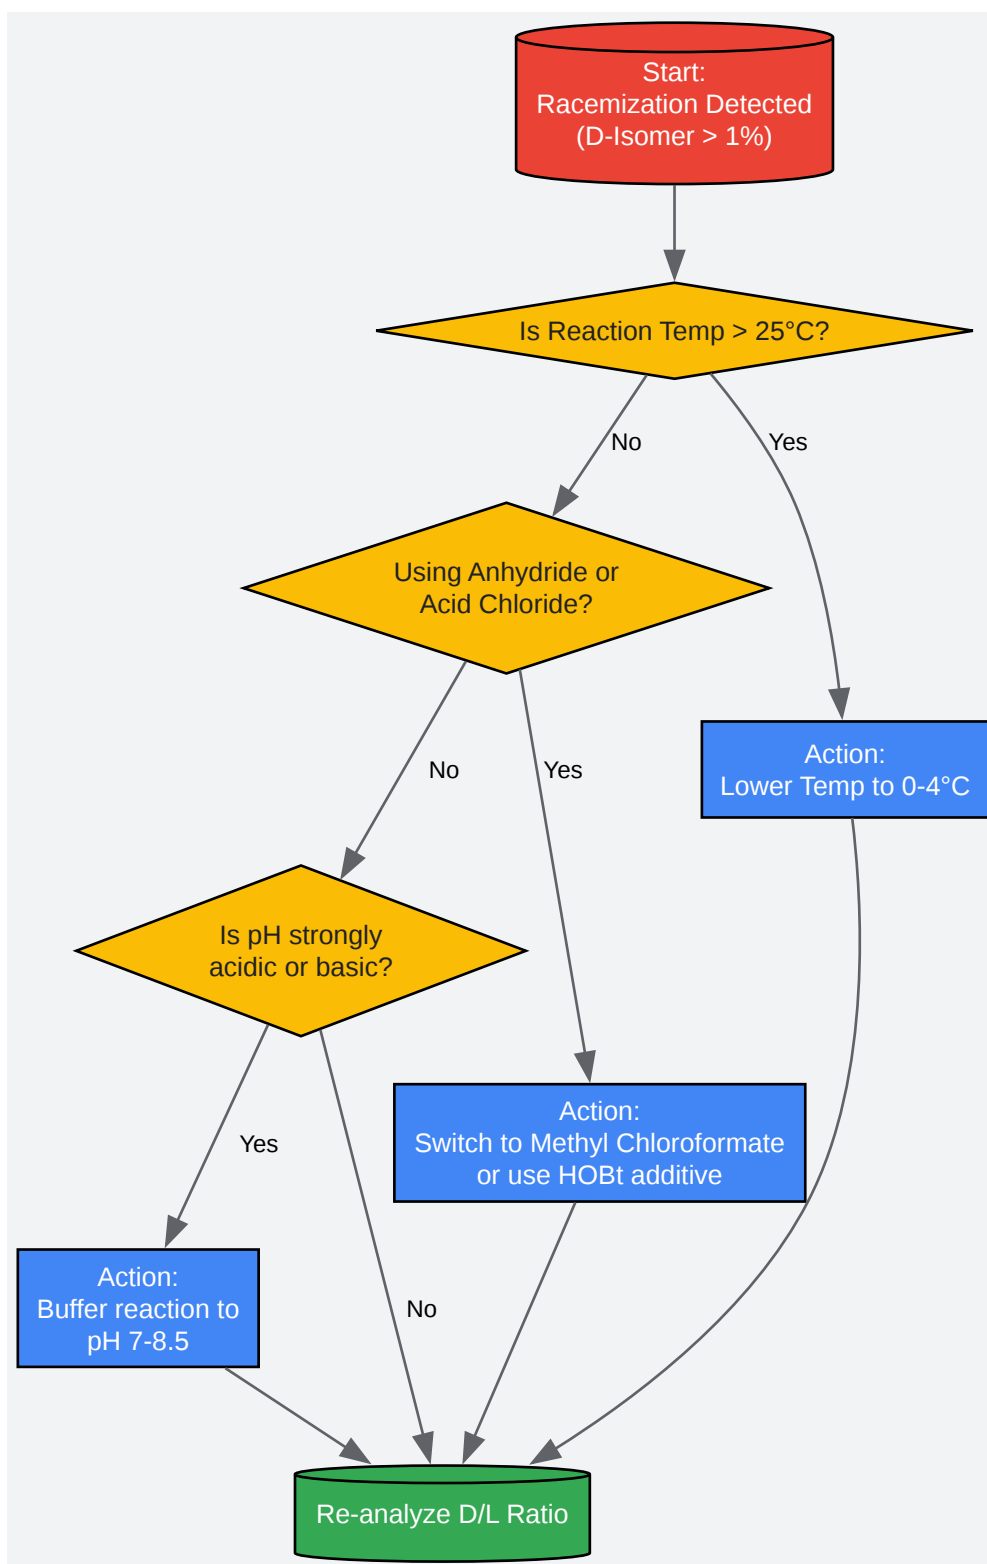 Start:
Racemization Detected
(D-Isomer > 1%)
Is Reaction Temp > 25°C?
No
Yes
Using Anhydride or
Acid Chloride?
No
Yes
Action:
Lower Temp to 0-4°C
Is pH strongly
acidic or basic?
Yes
No
Action:
Switch to Methyl Chloroformate
or use HOBt additive
Action:
Buffer reaction to
pH 7-8.5
Re-analyze D/L Ratio